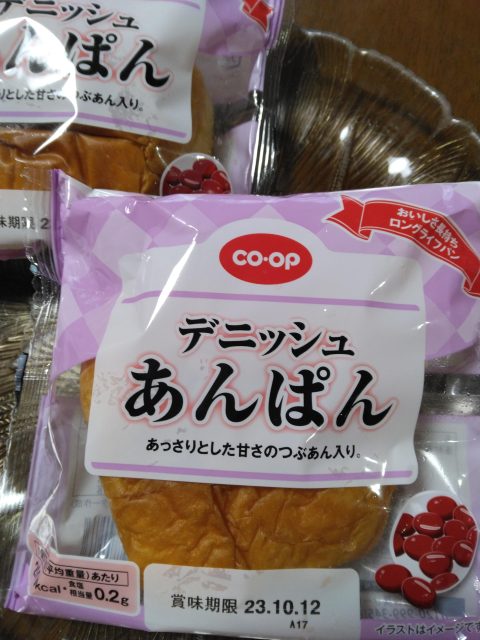 デニッシュ
んぱん
りとした甘さのつぶあん入り。
味期限 2
おいしさ長持ち
ロングライフパン
CO·OP
デニッシュ
あんぱん
あっさりとした甘さのつぶあん入り。
均重量)あたり
kcal・食塩相当量0.2g
賞味期限 23.10.12
A17
イラストはイメージです